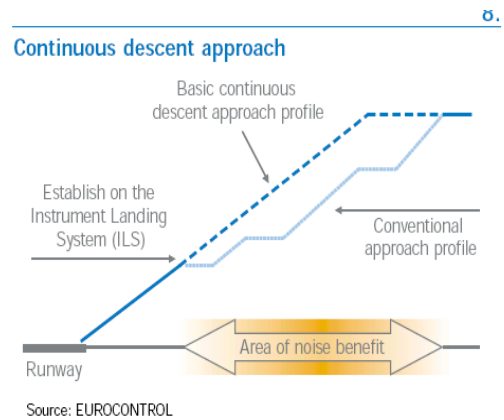 Continuous descent approach
Basic continuous
descent approach profile
Establish on the
Instrument Landing
System (ILS)
Conventional
approach profile
Area of noise benefit
Runway
Source: EUROCONTROL